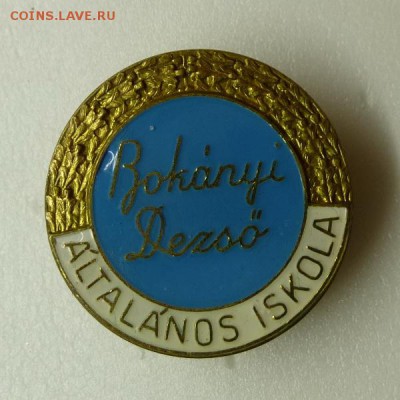 COINS.LAVE.RU
Bokányi
Dezső
ÁLTALÁNOS ISKOLA